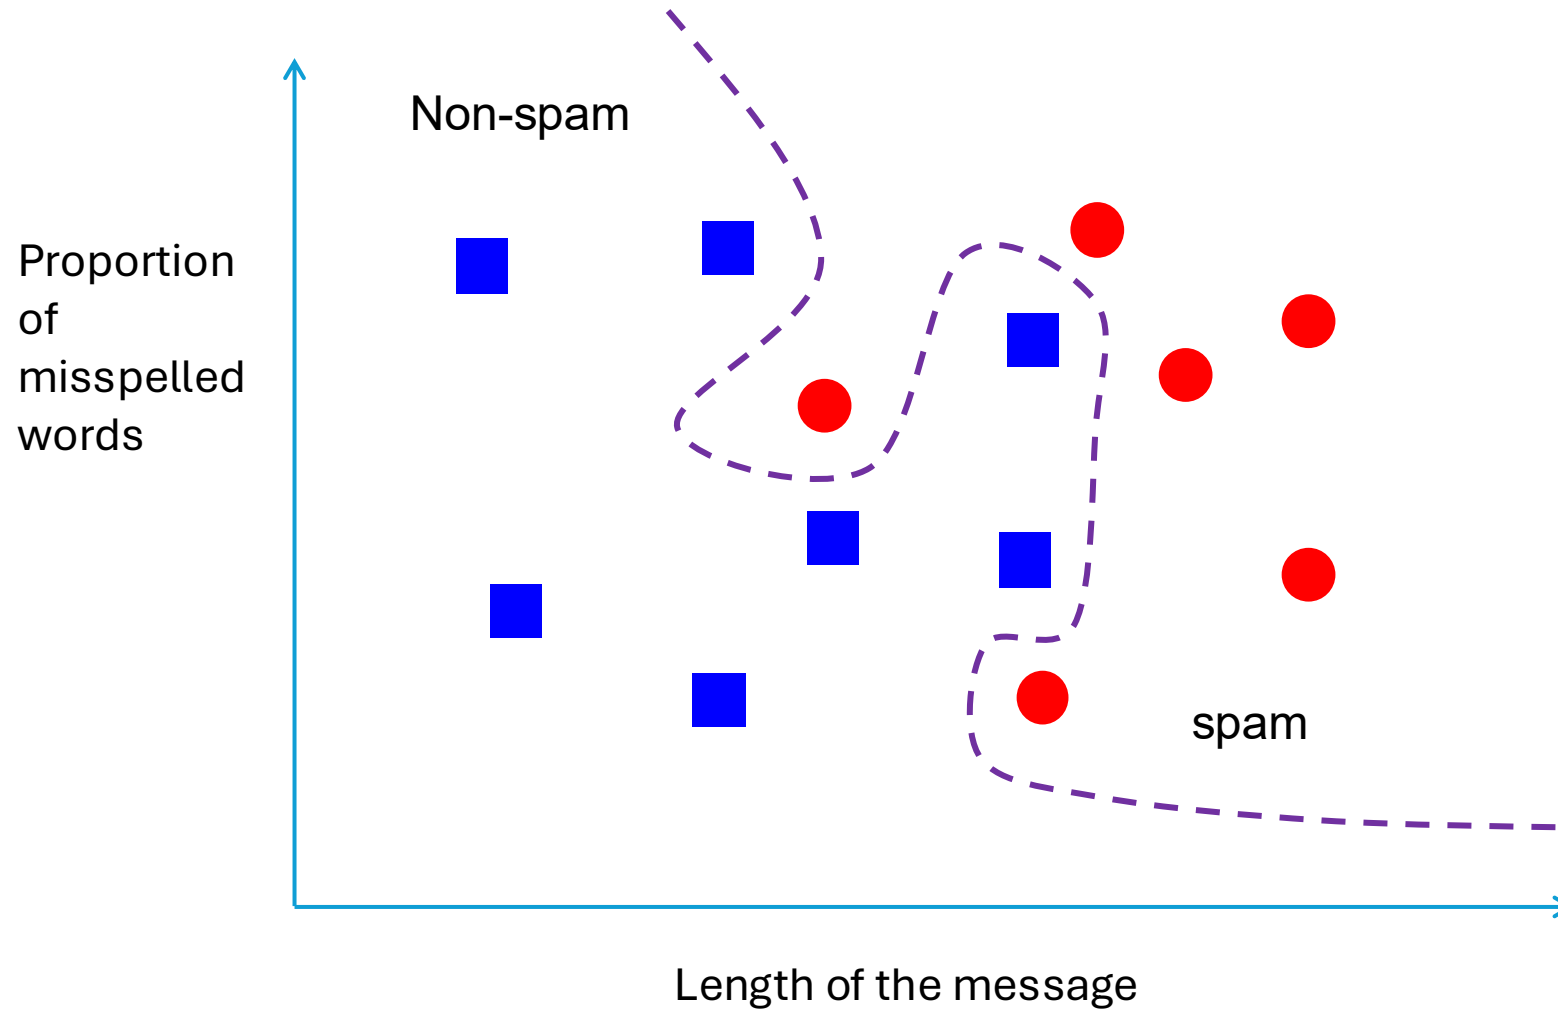 Non-spam
Proportion
of
misspelled
words
spam
Length of the message